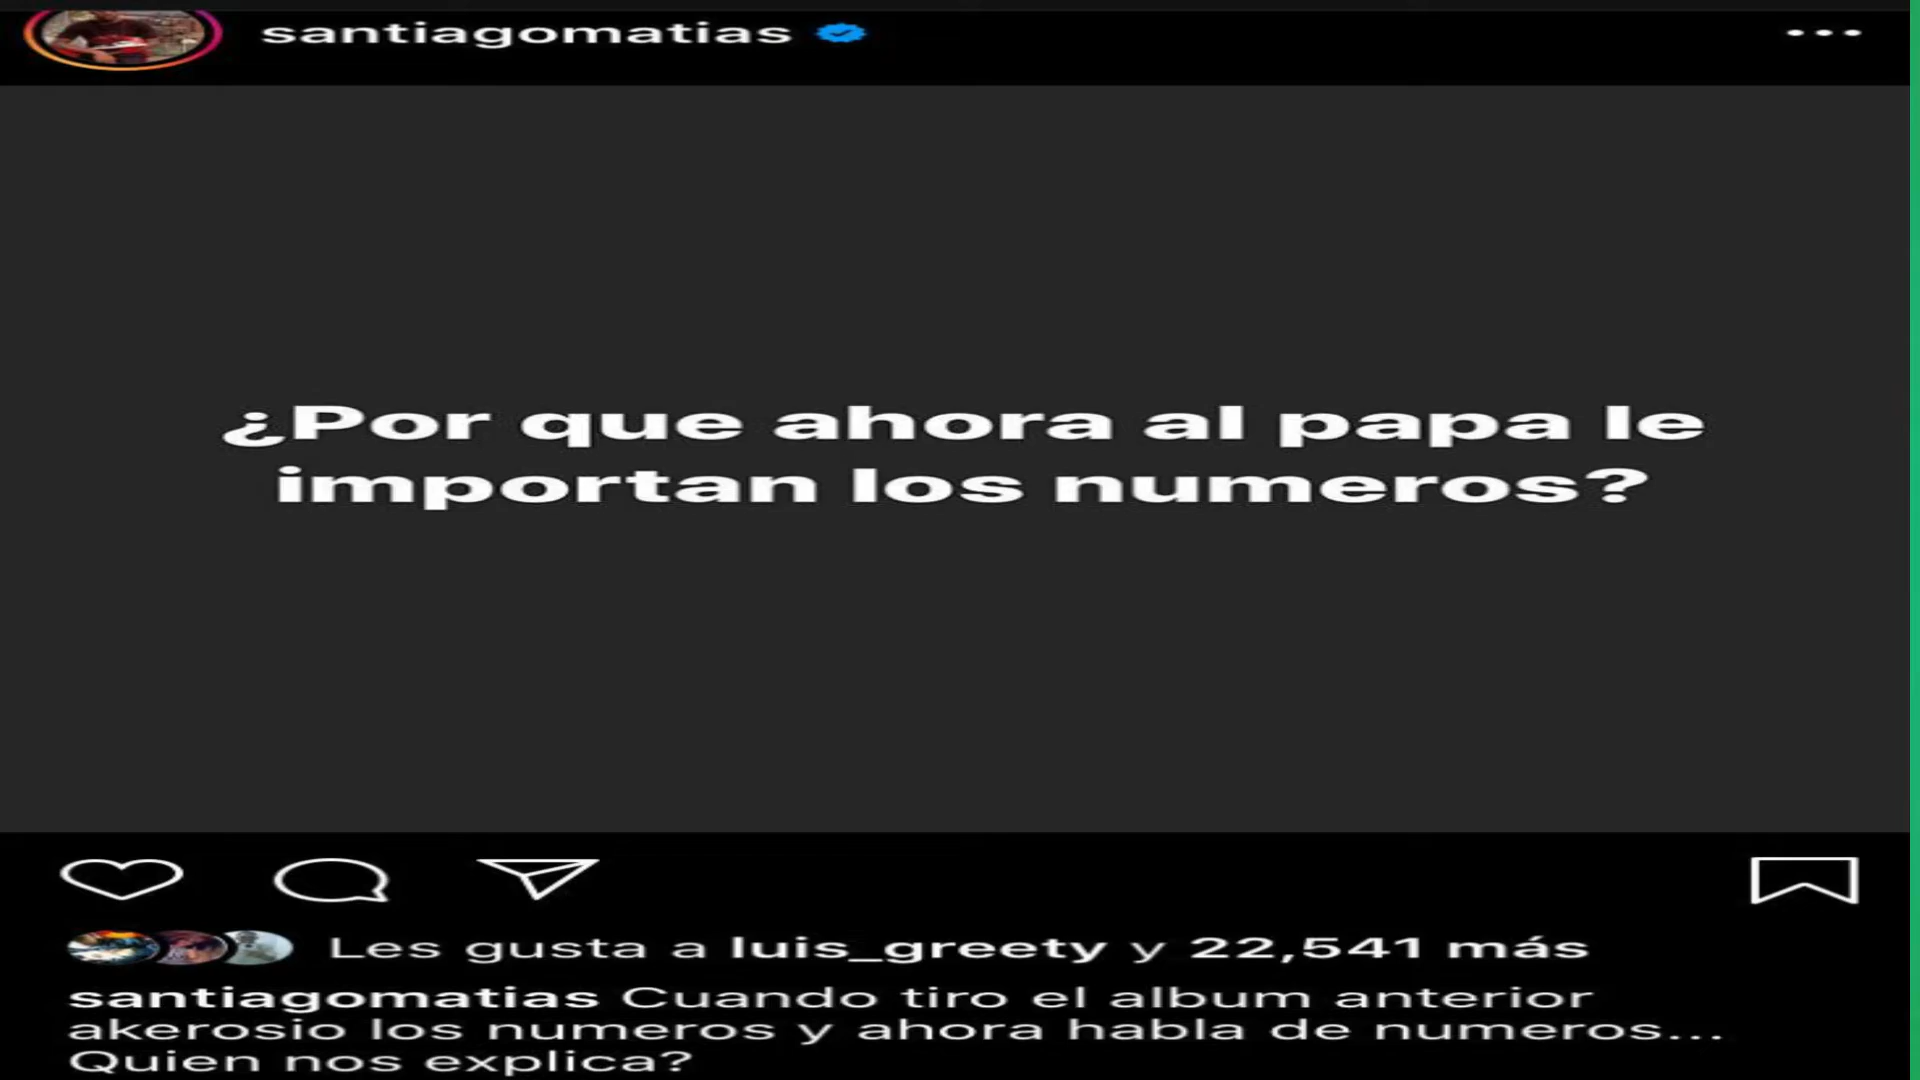 santiagomatias
¿Por que ahora al papa le
importan los numeros?
Les gusta a luis_greety y 22,541 más
santiagomatias Cuando tiro el album anterior
akerosio los numeros y ahora habla de numeros...
Quien nos explica?